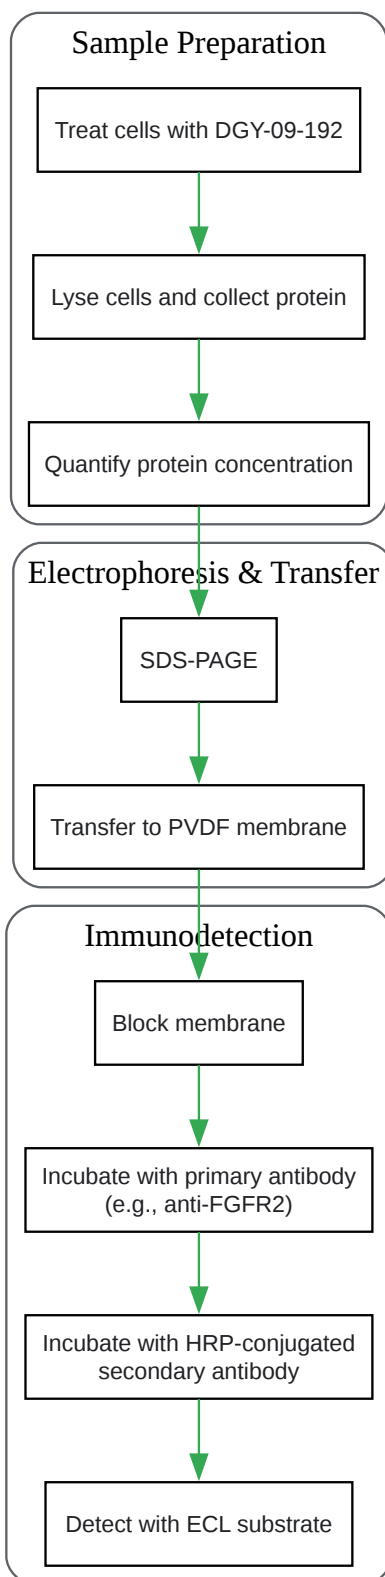 Sample Preparation
Treat cells with DGY-09-192
Lyse cells and collect protein
Quantify protein concentration
Electrophoresis & Transfer
SDS-PAGE
Transfer to PVDF membrane
Immunodetection
Block membrane
Incubate with primary antibody
(e.g., anti-FGFR2)
Incubate with HRP-conjugated
secondary antibody
Detect with ECL substrate